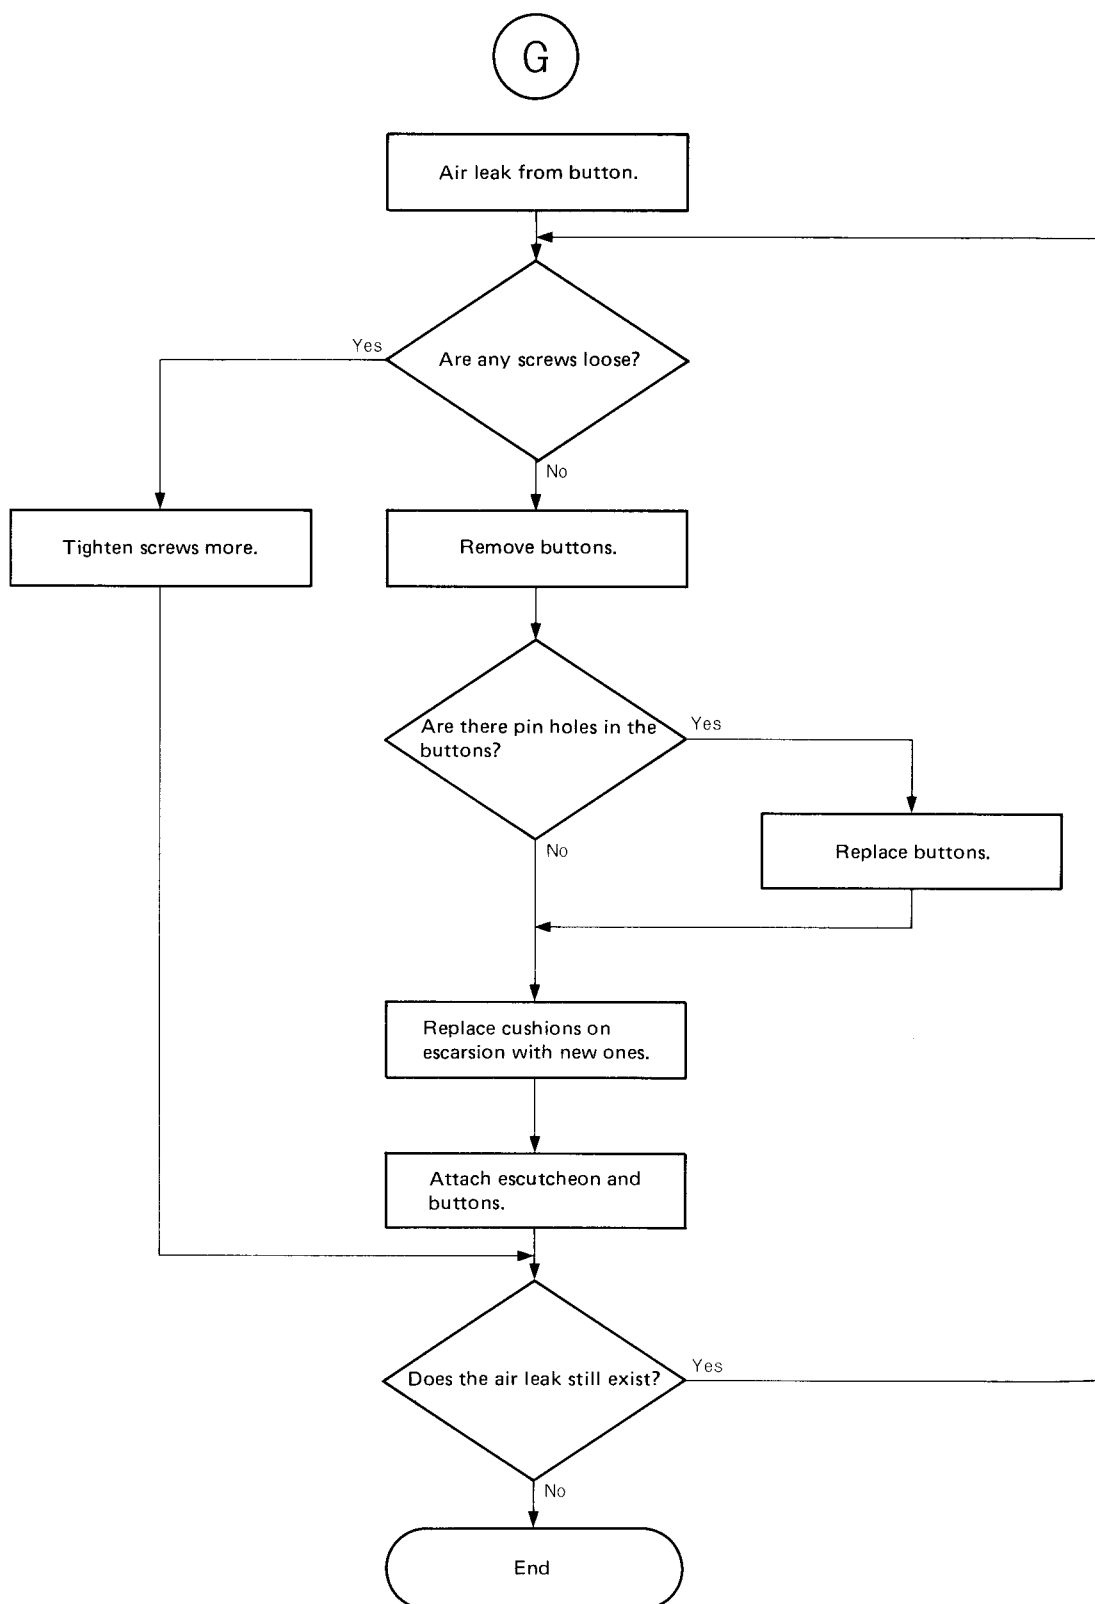 G
Air leak from button.
Yes
Are any screws loose?
No
Tighten screws more.
Remove buttons.
Are there pin holes in the
buttons?
Yes
No
Replace buttons.
Replace cushions on
escarsion with new ones.
Attach escutcheon and
buttons.
Does the air leak still exist?
Yes
No
End